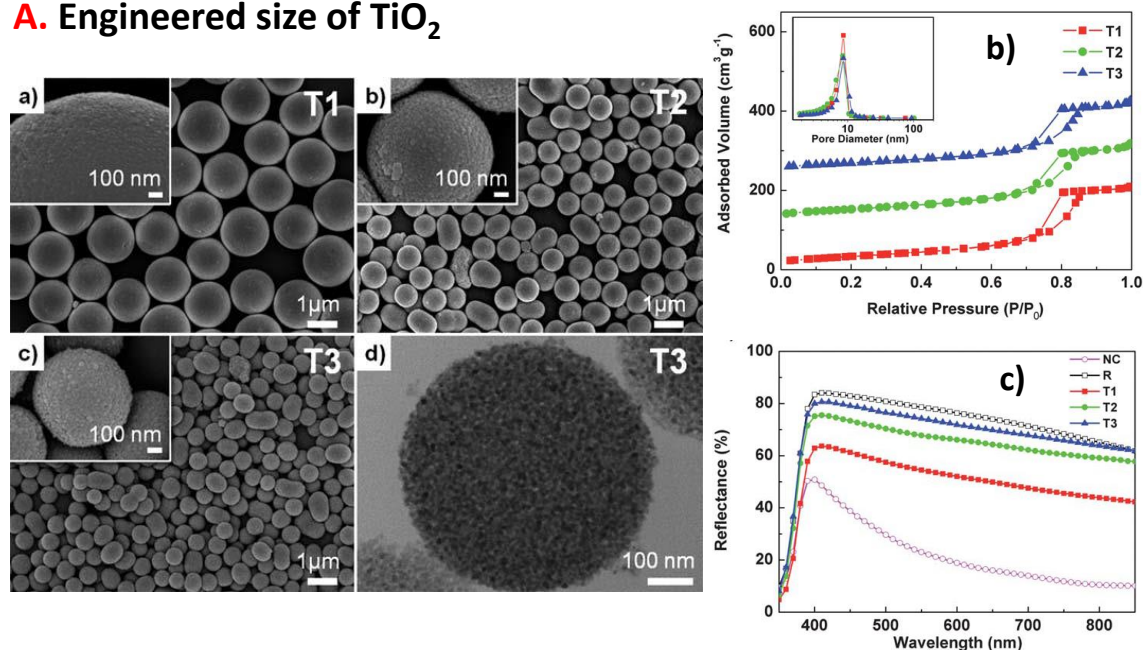 A. Engineered size of TiO₂
a)
T1
100 nm
1μm
b)
T2
100 nm
1μm
c)
T3
100 nm
1μm
d)
T3
100 nm
b)
600
400
200
0
Adsorbed Volume (cm³g⁻¹)
T1
T2
T3
10
100
Pore Diameter (nm)
0.0 0.2 0.4 0.6 0.8 1.0
Relative Pressure (P/P₀)
c)
100
80
60
40
20
0
Reflectance (%)
NC
R
T1
T2
T3
400 500 600 700 800
Wavelength (nm)